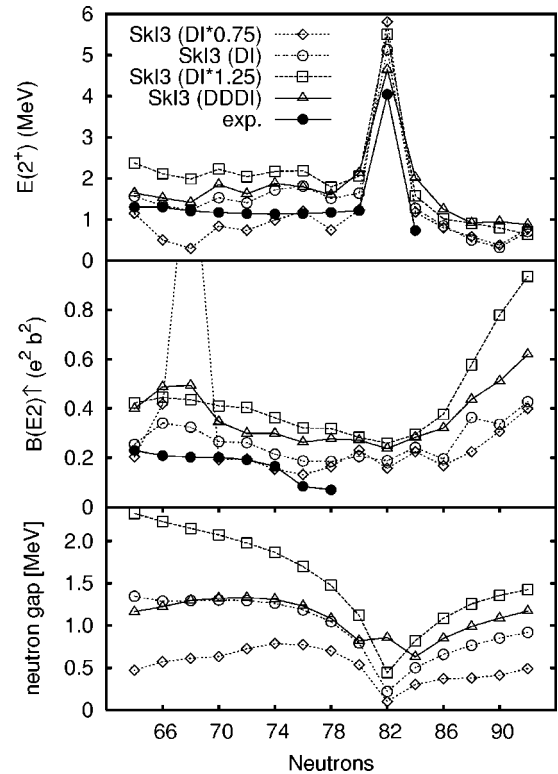 6
5
4
3
2
1
0
E(2⁺) (MeV)
SkI3 (DI*0.75)
SkI3 (DI)
SkI3 (DI*1.25)
SkI3 (DDDI)
exp.
0.8
0.6
0.4
0.2
0
B(E2)↑ (e² b²)
2.0
1.5
1.0
0.5
0
neutron gap [MeV]
66 70 74 78 82 86 90
Neutrons